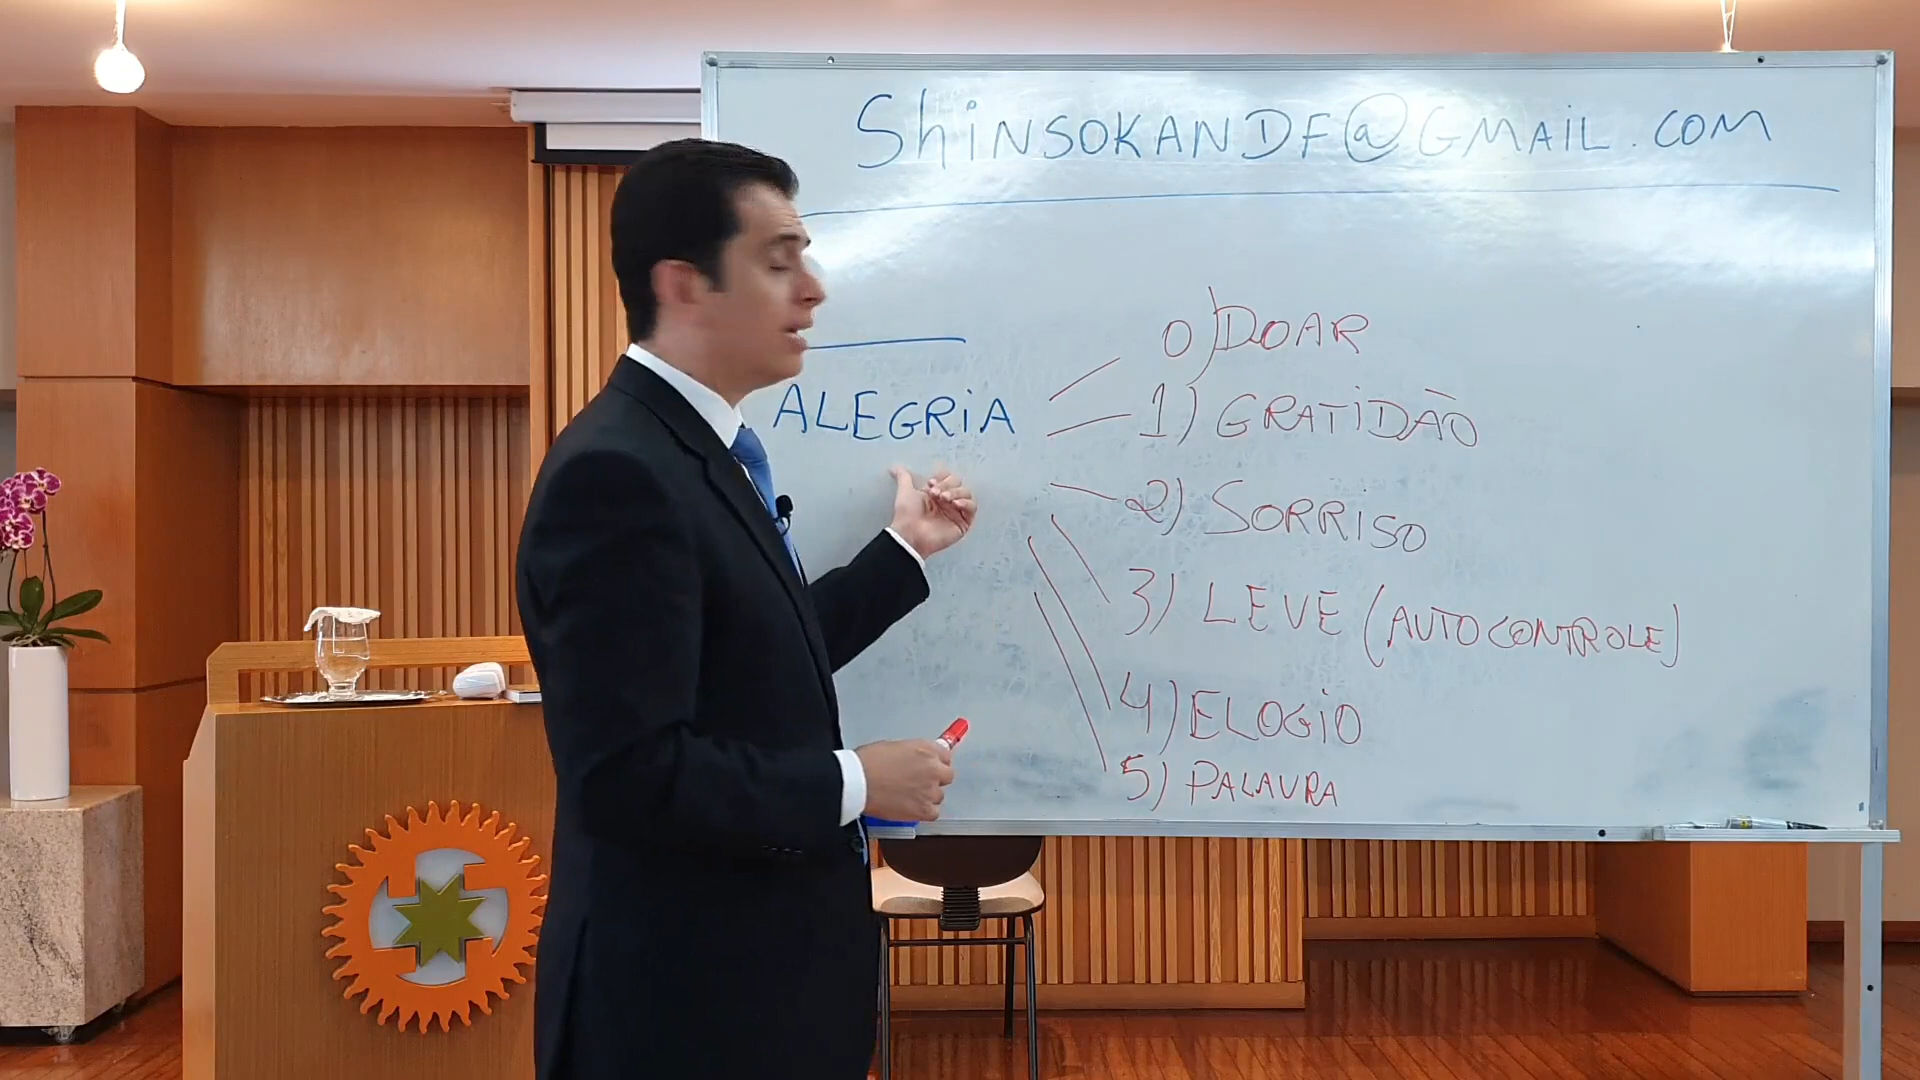 ShiNSOKANDF@GMAiL.COM
0) DOAR
ALEGRiA
1) GRATiDÃO
2) SORRiSO
3) LEVE (AUTOCONTROLE)
4) ELOGiO
5) PALAVRA